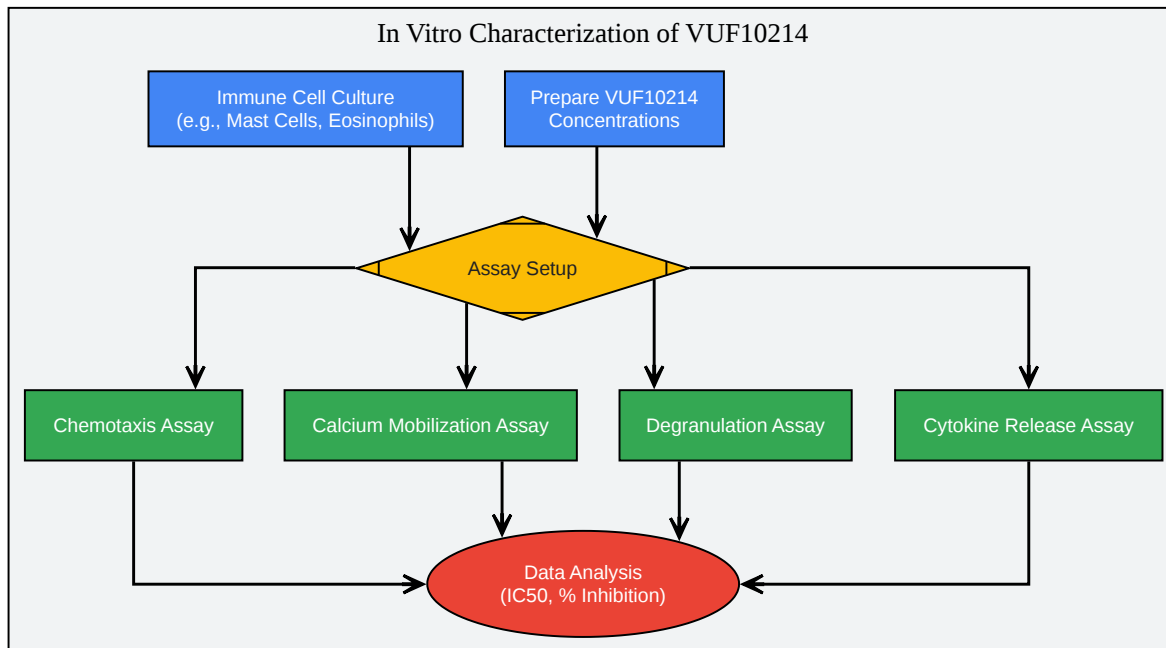 In Vitro Characterization of VUF10214
Immune Cell Culture
(e.g., Mast Cells, Eosinophils)
Prepare VUF10214
Concentrations
Assay Setup
Chemotaxis Assay
Calcium Mobilization Assay
Degranulation Assay
Cytokine Release Assay
Data Analysis
(IC50, % Inhibition)